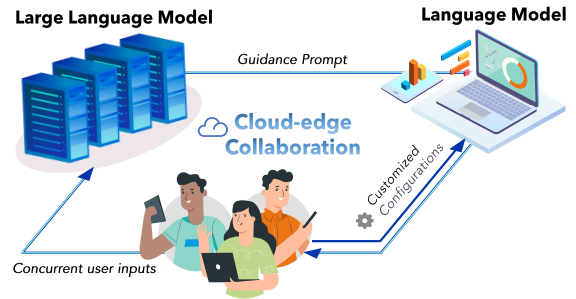 Large Language Model
Language Model
Guidance Prompt
Cloud-edge
Collaboration
Customized
Configurations
Concurrent user inputs